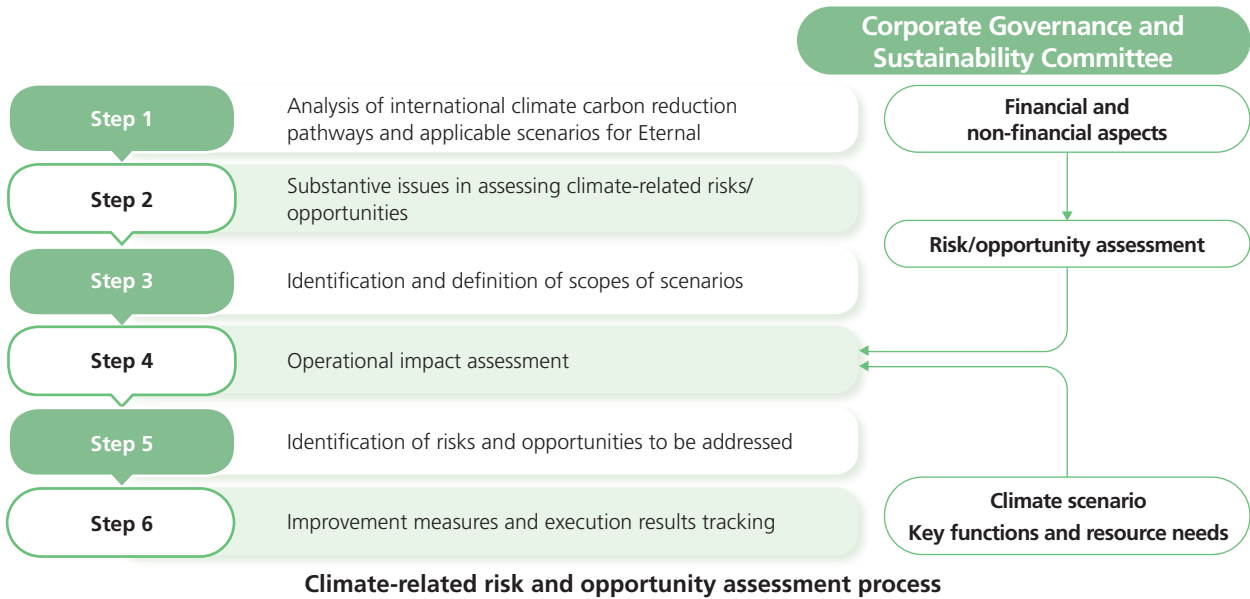 Corporate Governance and
Sustainability Committee
Step 1
Analysis of international climate carbon reduction
pathways and applicable scenarios for Eternal
Step 2
Substantive issues in assessing climate-related risks/
opportunities
Step 3
Identification and definition of scopes of scenarios
Step 4
Operational impact assessment
Step 5
Identification of risks and opportunities to be addressed
Step 6
Improvement measures and execution results tracking
Financial and
non-financial aspects
Risk/opportunity assessment
Climate scenario
Key functions and resource needs
Climate-related risk and opportunity assessment process